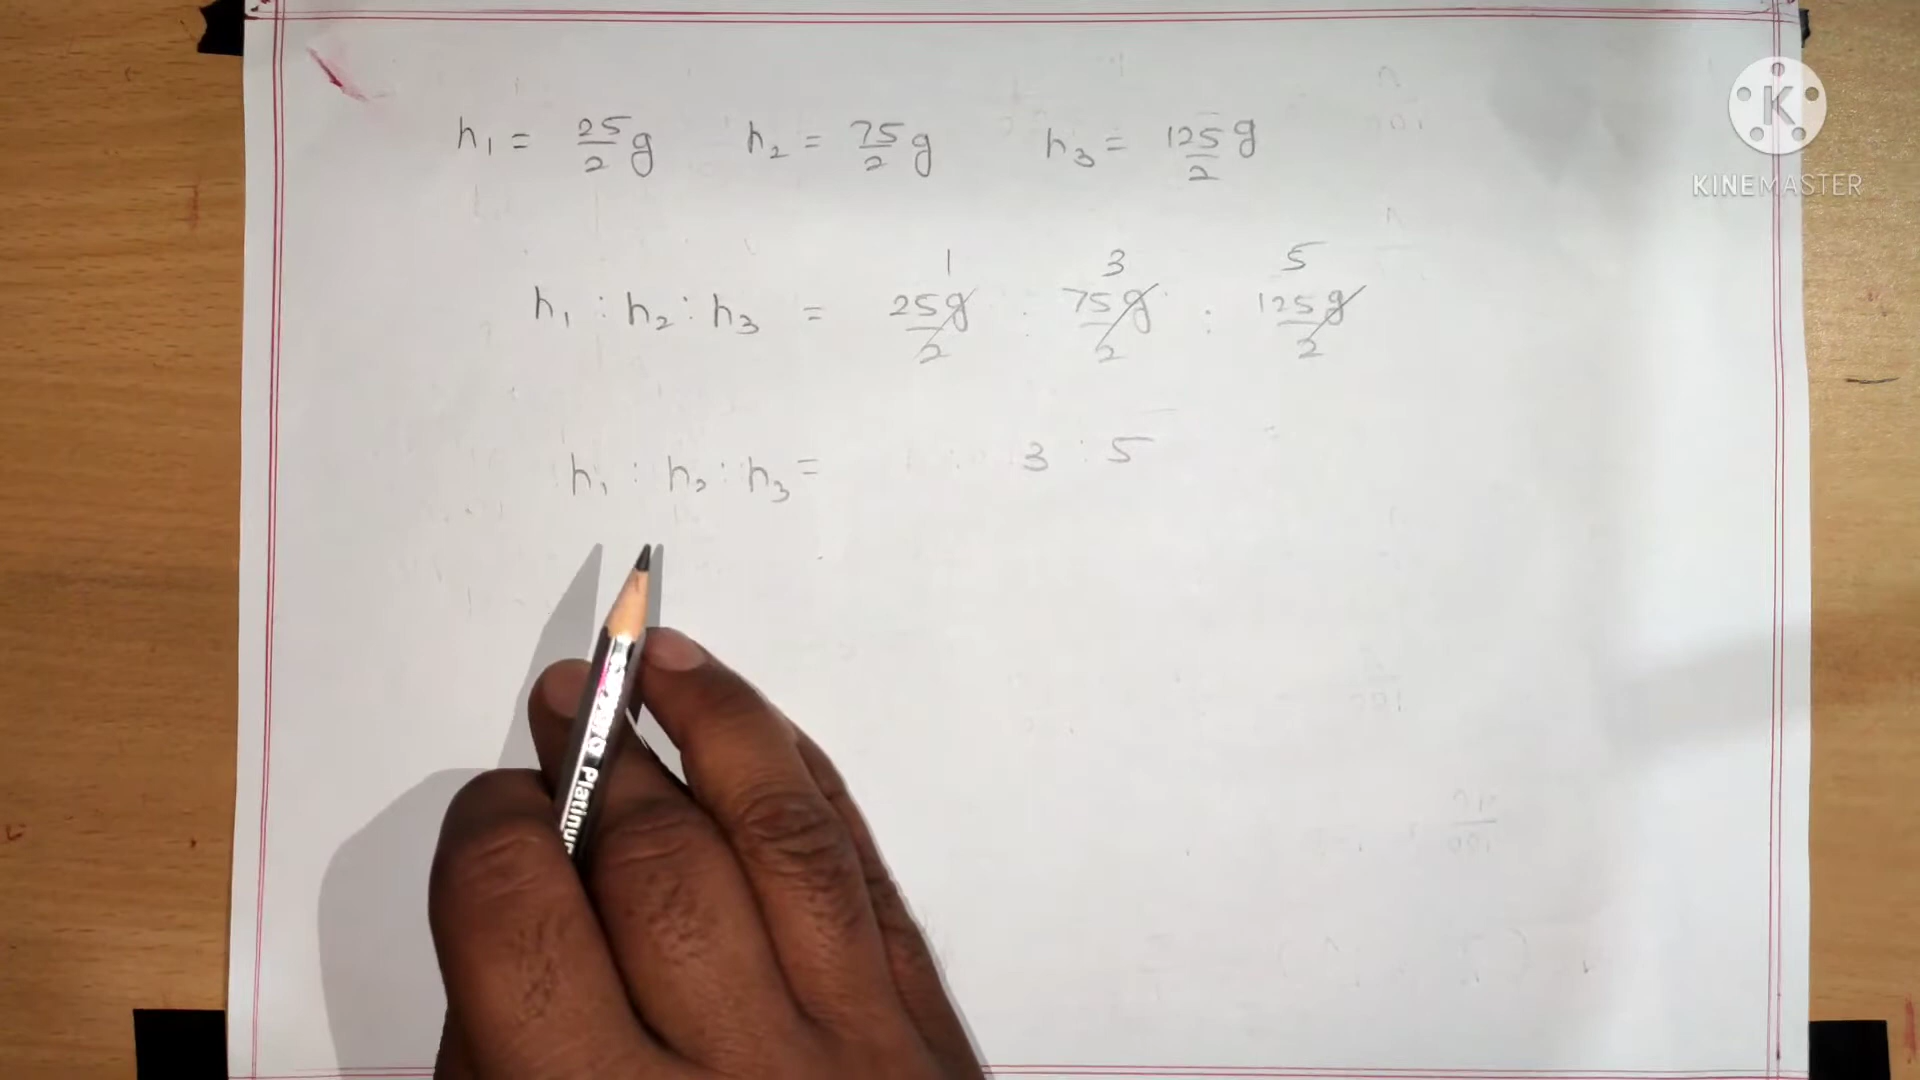 h₁ = 25/2 g h₂ = 75/2 g h₃ = 125/2 g
1 3 5
h₁ : h₂ : h₃ = 25g/2 : 75g/2 : 125g/2
h₁ : h₂ : h₃ = 3 : 5
K
KINEMASTER
Platinum